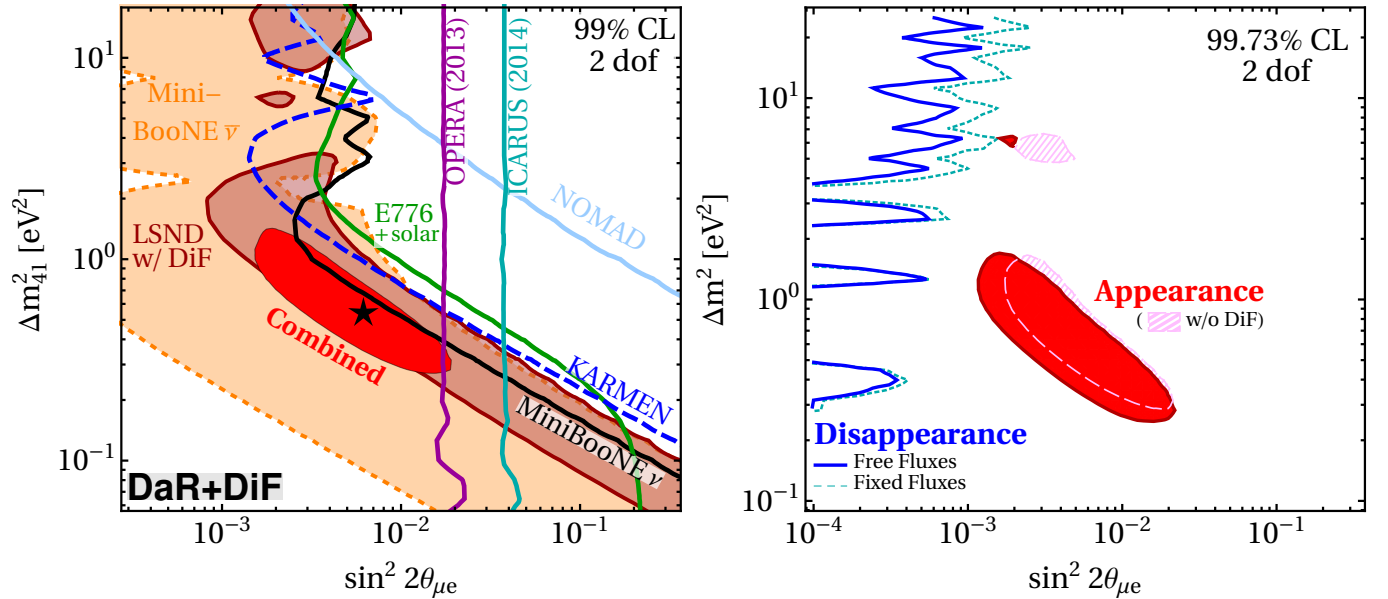 99% CL
2 dof
10¹
10⁰
10⁻¹
Δm²₄₁ [eV²]
Mini−
BooNE ν̄
LSND
w/ DiF
Combined
E776
+solar
OPERA (2013)
ICARUS (2014)
NOMAD
KARMEN
MiniBooNE ν
DaR+DiF
10⁻³
10⁻²
10⁻¹
sin² 2θμe
99.73% CL
2 dof
10¹
10⁰
10⁻¹
Δm² [eV²]
Appearance
( w/o DiF)
Disappearance
Free Fluxes
Fixed Fluxes
10⁻⁴
10⁻³
10⁻²
10⁻¹
sin² 2θμe